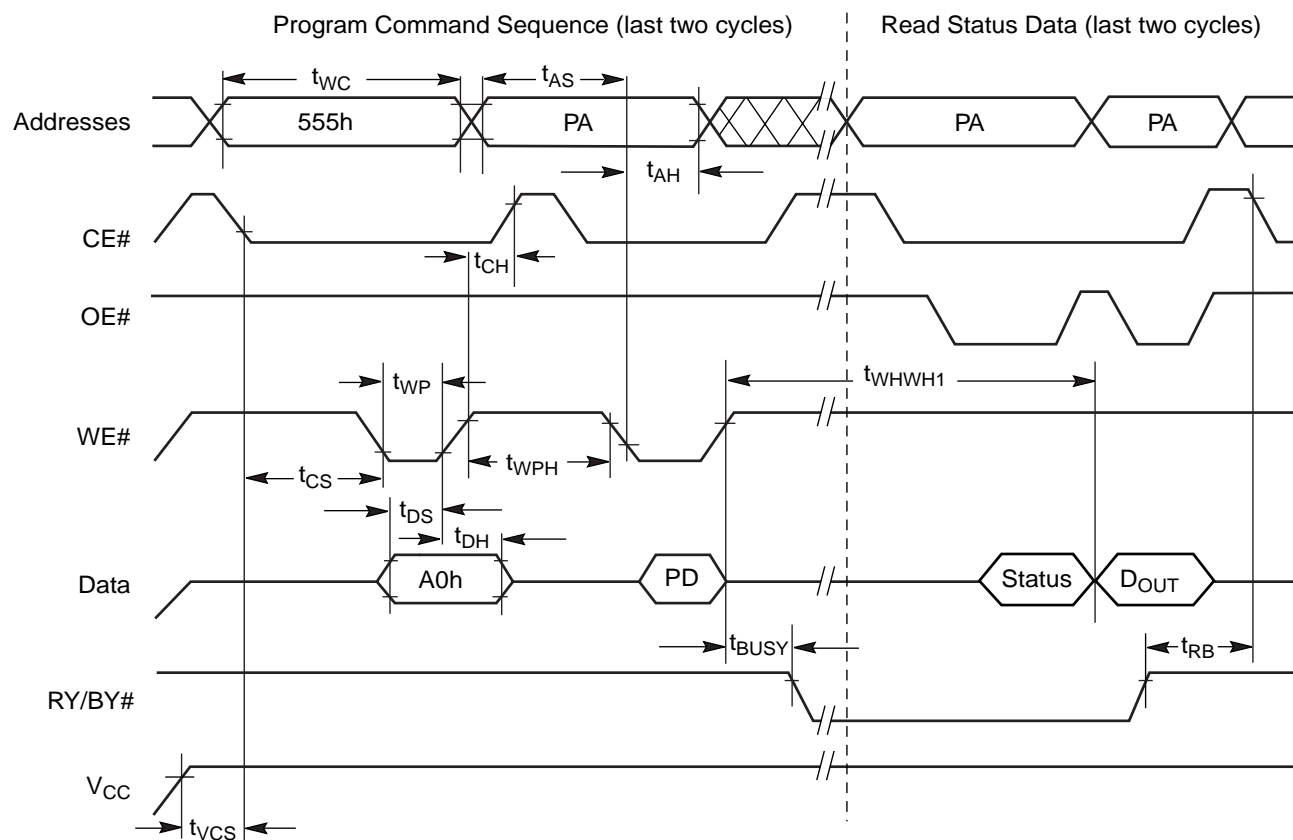 Program Command Sequence (last two cycles) Read Status Data (last two cycles)
tWC tAS
Addresses 555h PA PA PA
tAH
CE#
tCH
OE#
tWP tWHWH1
WE#
tCS tWPH
tDS
tDH
Data A0h PD Status DOUT
tBUSY tRB
RY/BY#
VCC
tVCS